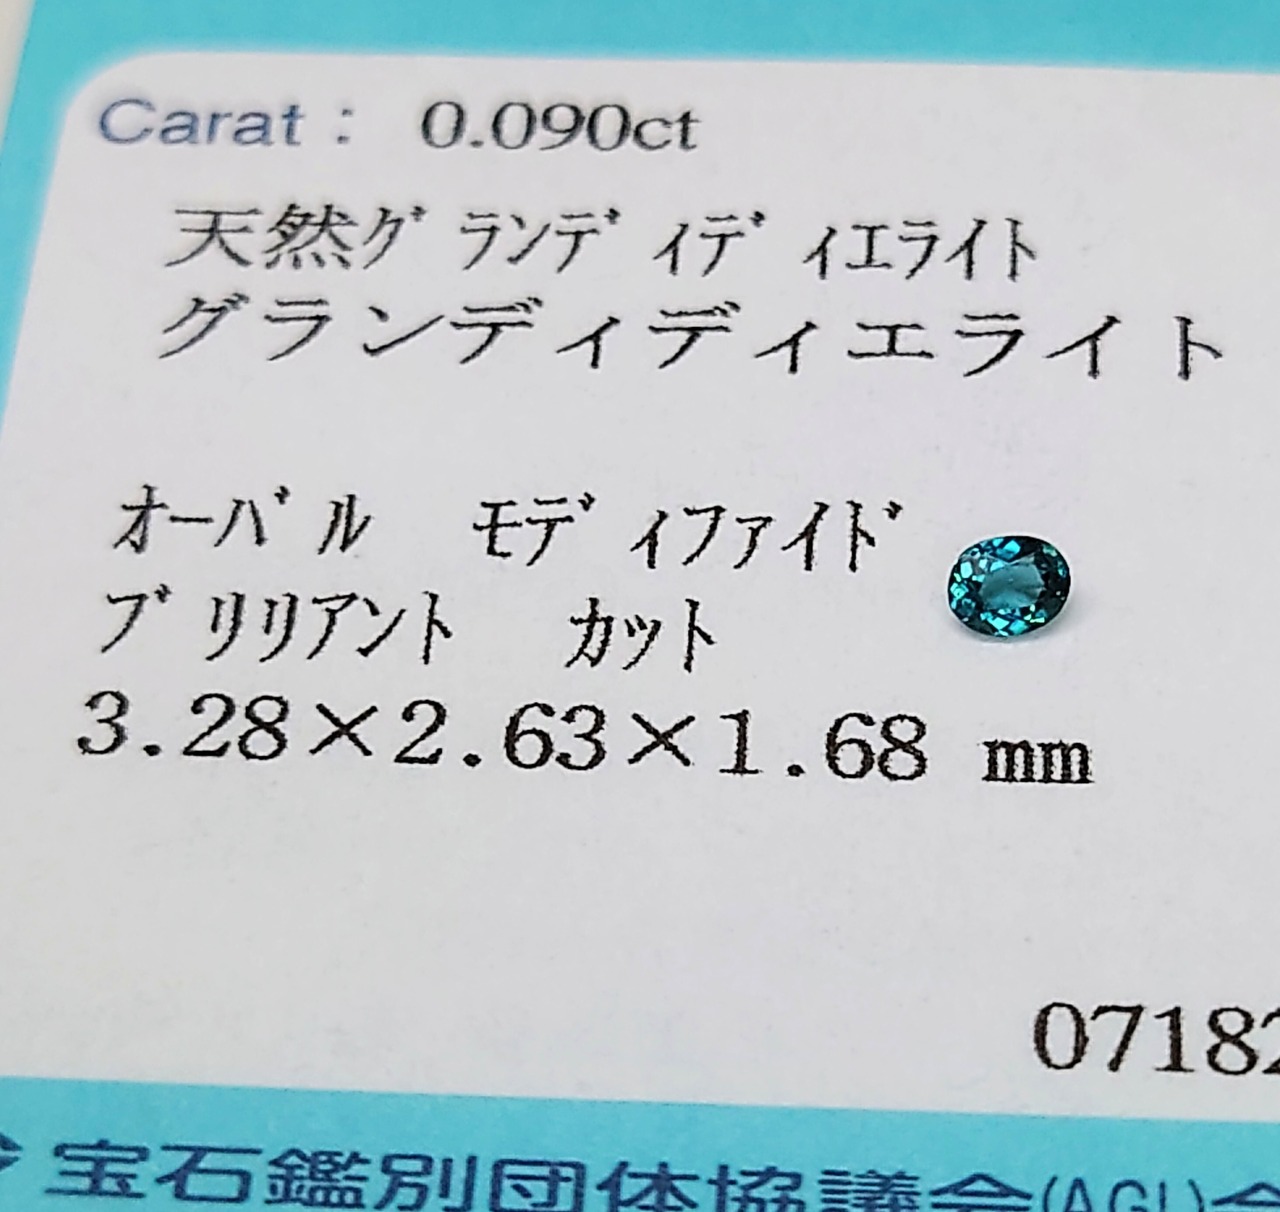 Carat : 0.090ct
天然ｸﾞﾗﾝﾃﾞｨﾃﾞｨｴﾗｲﾄ
グランディディエライト
ｵｰﾊﾞﾙ ﾓﾃﾞｨﾌｧｲﾄﾞ
ﾌﾞﾘﾘｱﾝﾄ ｶｯﾄ
3.28×2.63×1.68 mm
07182
宝石鑑別団体協議会(AGL)会